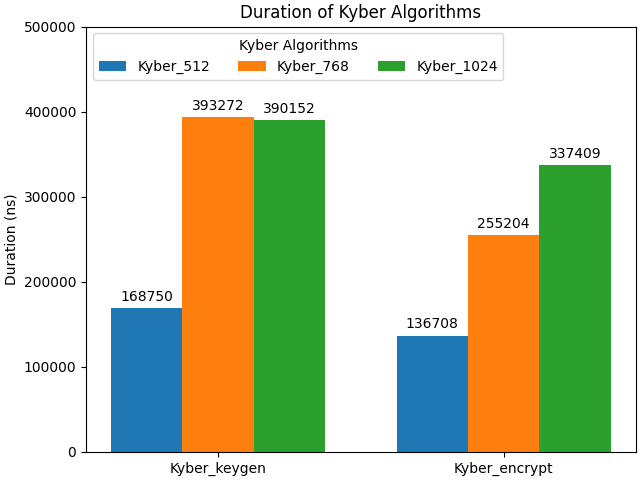 Duration of Kyber Algorithms
Kyber Algorithms
Kyber_512 Kyber_768 Kyber_1024
Duration (ns)
500000
400000
300000
200000
100000
0
168750
393272
390152
136708
255204
337409
Kyber_keygen Kyber_encrypt